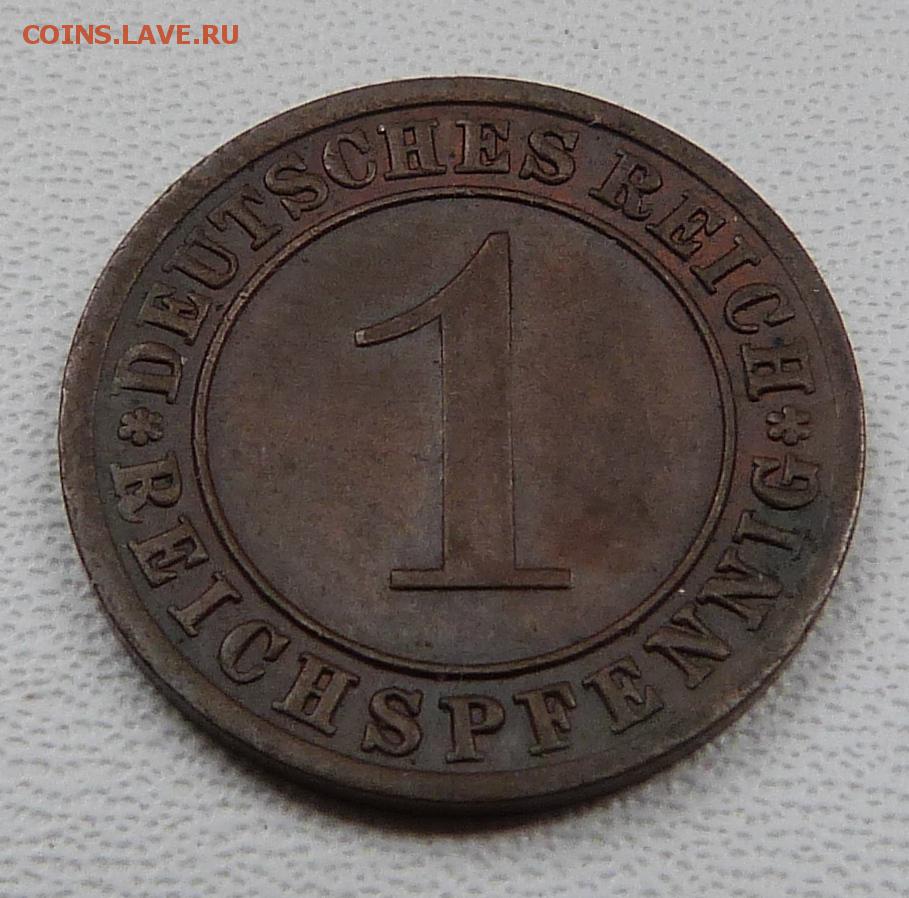 COINS.LAVE.RU
DEUTSCHES REICH
1
REICHSPFENNIG